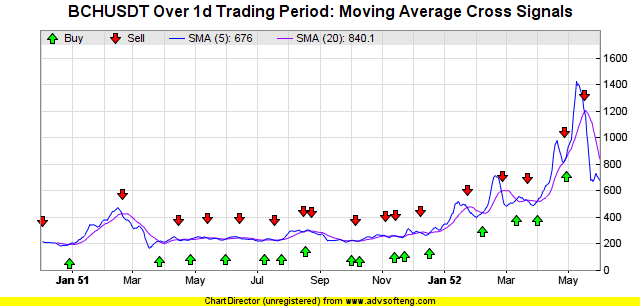 BCHUSDT Over 1d Trading Period: Moving Average Cross Signals
Buy Sell SMA (5): 676 SMA (20): 840.1
1600
1400
1200
1000
800
600
400
200
0
Jan 51 Mar May Jul Sep Nov Jan 52 Mar May
ChartDirector (unregistered) from www.advsofteng.com